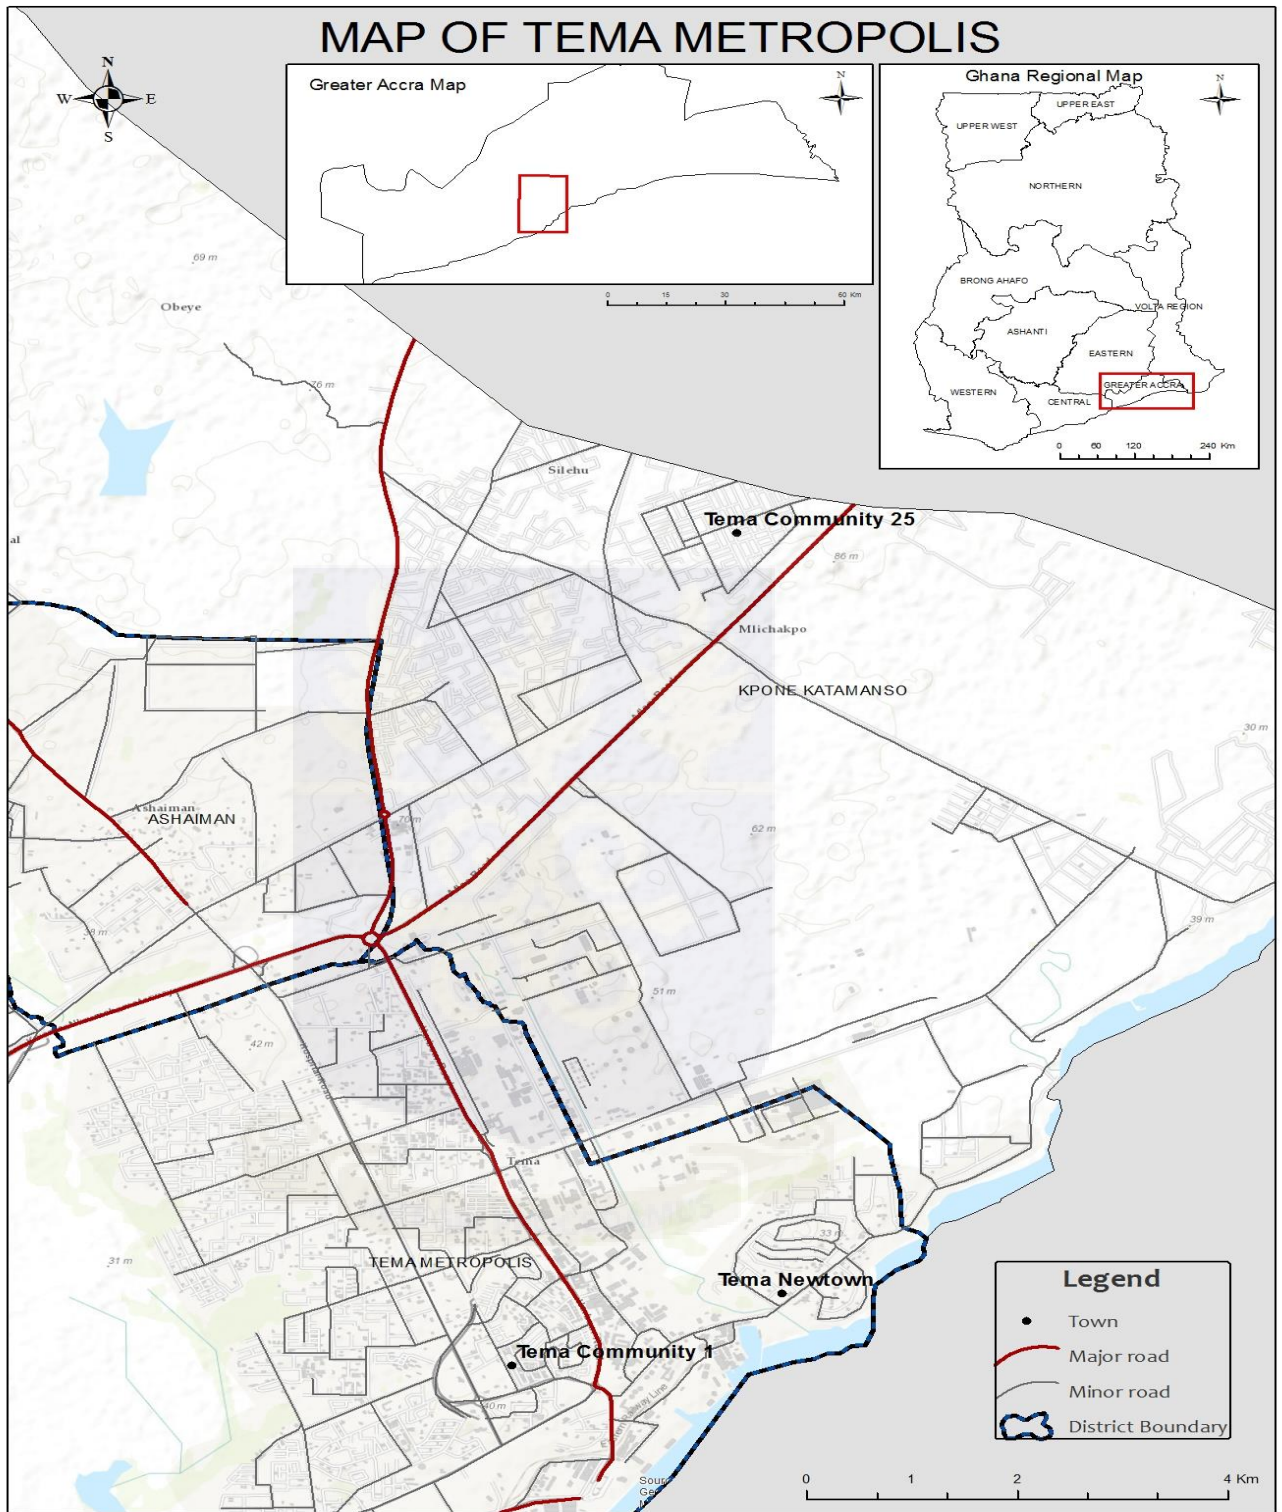 MAP OF TEMA METROPOLIS
N
W
E
S
Greater Accra Map
N
0 15 30 60 Km
Ghana Regional Map
N
UPPER EAST
UPPER WEST
NORTHERN
BRONG AHAFO
VOLTA REGION
ASHANTI
EASTERN
WESTERN
GREATER ACCRA
CENTRAL
0 60 120 240 Km
69 m
Obeye
76 m
Silehu
Tema Community 25
al
86 m
Mlichakpo
KPONE KATAMANSO
30 m
Ashaiman
ASHAIMAN
70 m
62 m
38 m
39 m
51 m
42 m
Hospital Road
Tema
33 m
31 m
TEMA METROPOLIS
Tema Newtown
Tema Community 1
40 m
Legend
Town
Major road
Minor road
District Boundary
0 1 2 4 Km